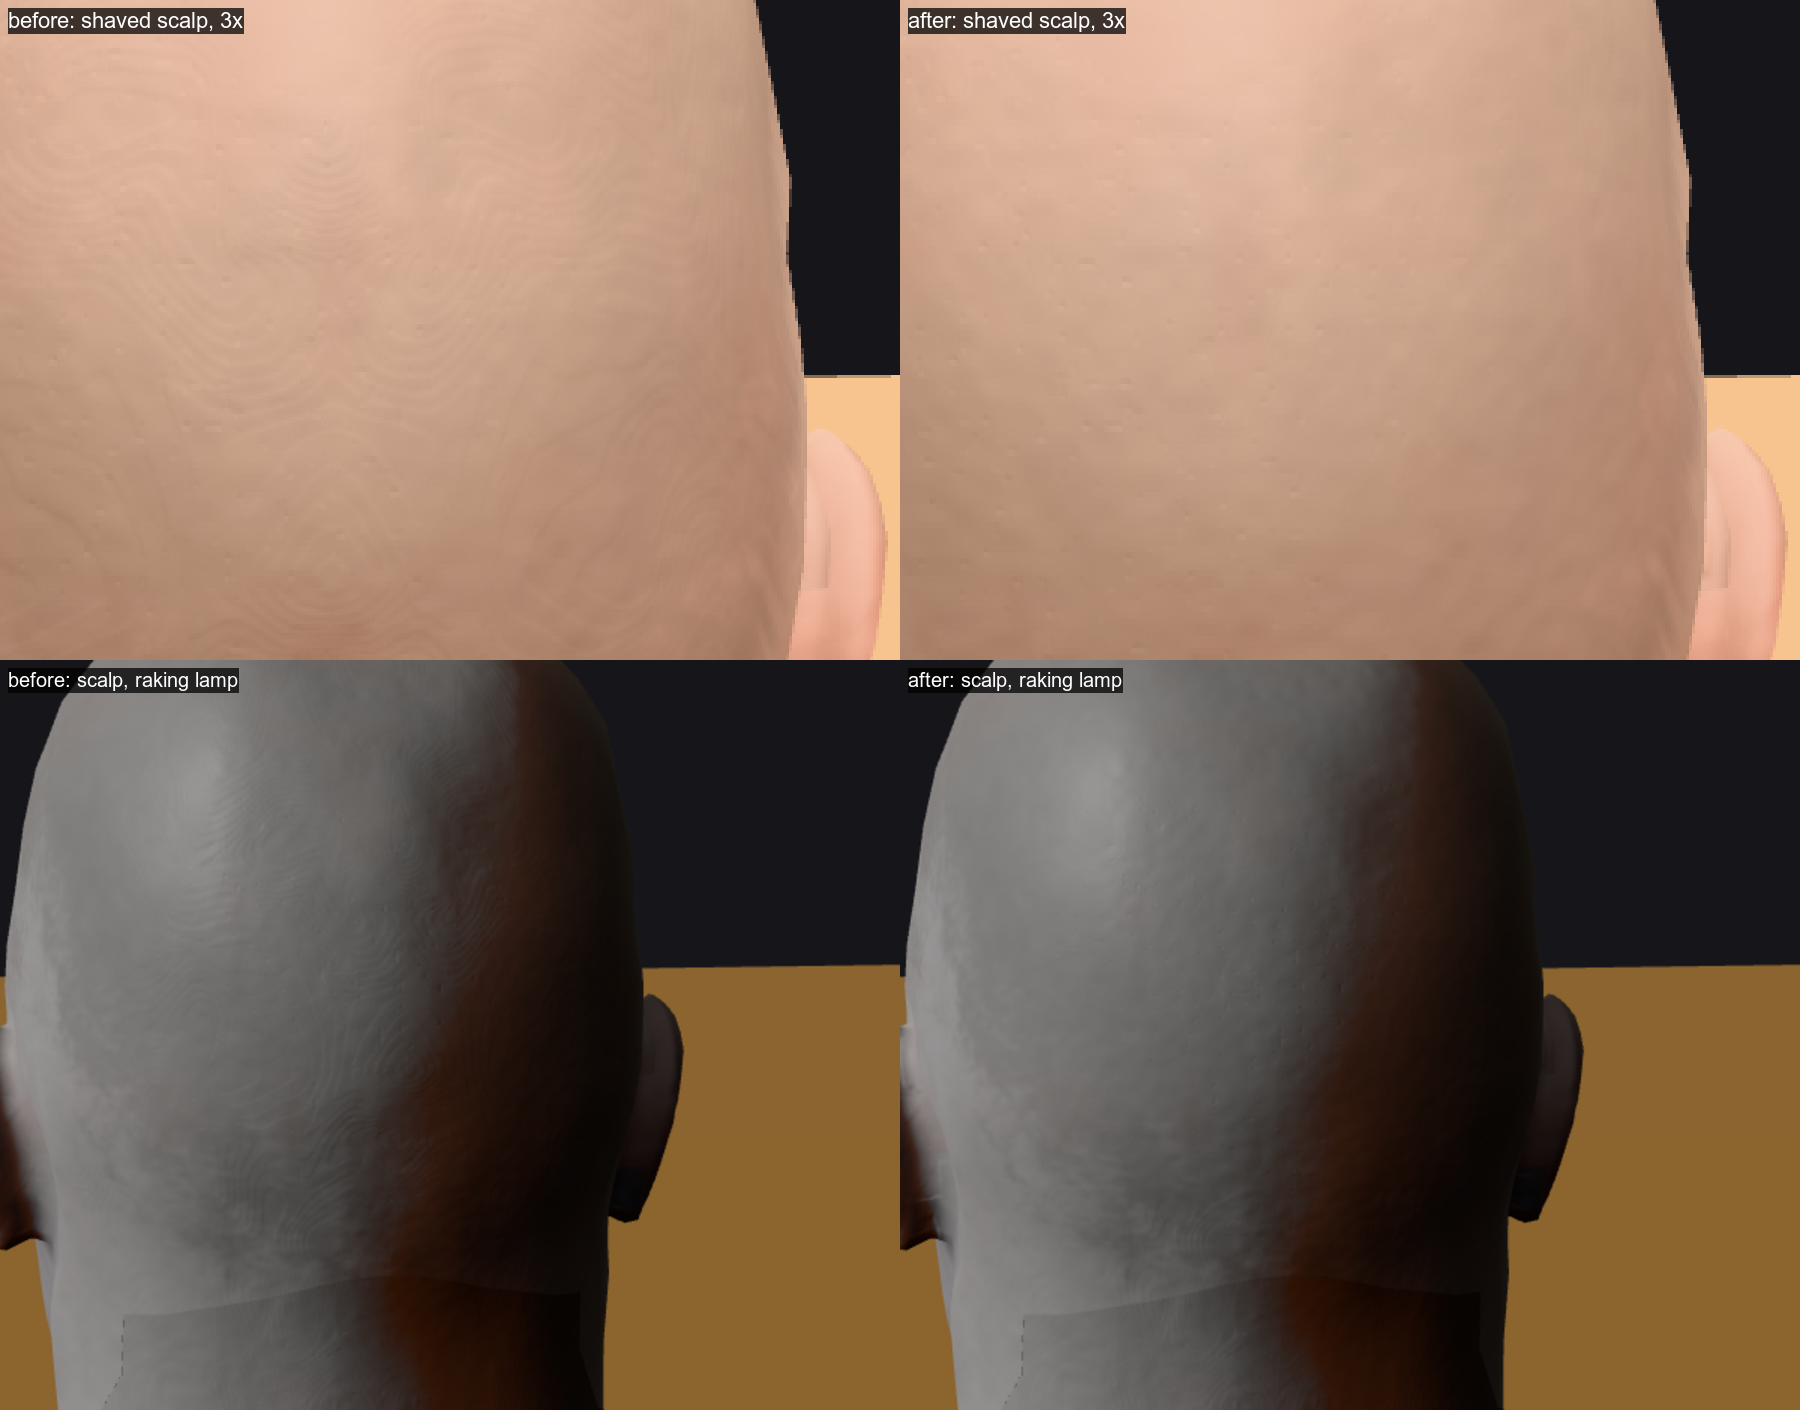 before: shaved scalp, 3x
after: shaved scalp, 3x
before: scalp, raking lamp
after: scalp, raking lamp